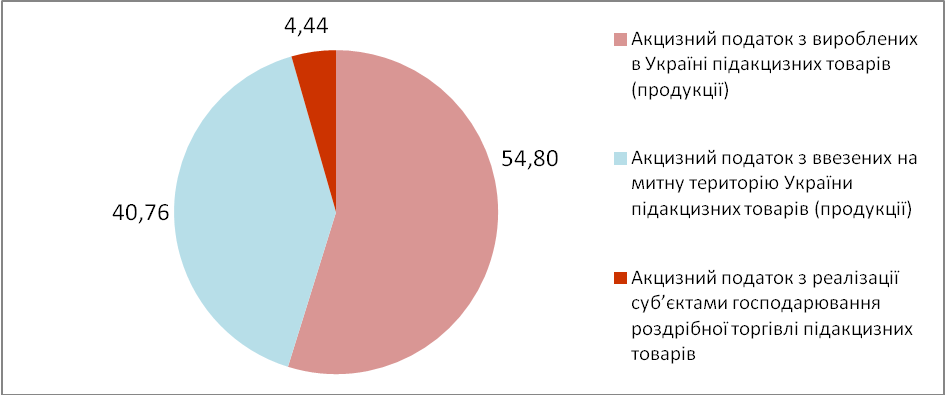 4,44
54,80
40,76
Акцизний податок з вироблених
в Україні підакцизних товарів
(продукції)
Акцизний податок з ввезених на
митну територію України
підакцизних товарів (продукції)
Акцизний податок з реалізації
суб’єктами господарювання
роздрібної торгівлі підакцизних
товарів